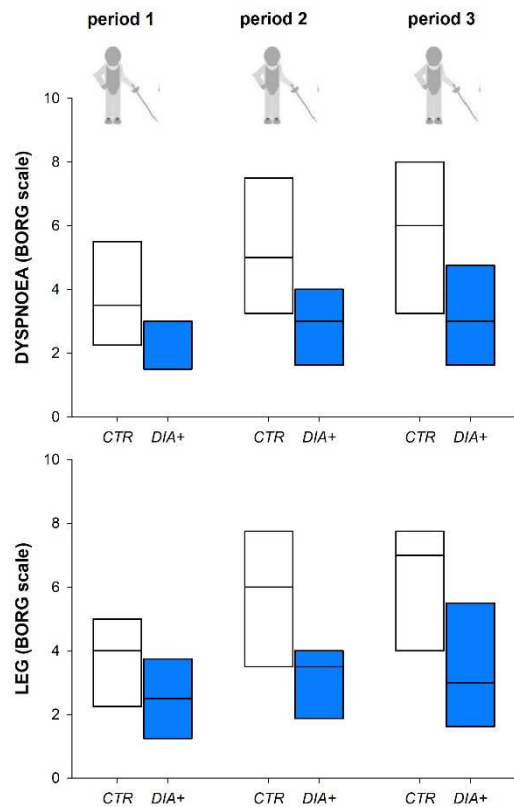 period 1 period 2 period 3
DYSPNOEA (BORG scale)
10
8
6
4
2
0
CTR DIA+ CTR DIA+ CTR DIA+
LEG (BORG scale)
10
8
6
4
2
0
CTR DIA+ CTR DIA+ CTR DIA+